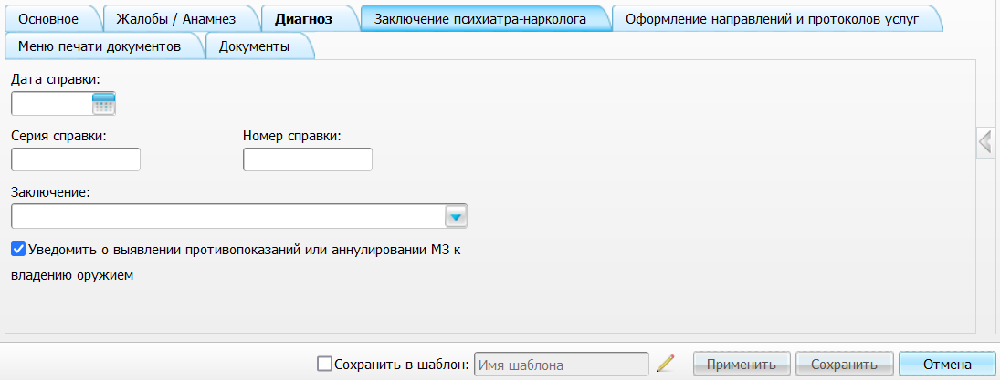 Основное Жалобы / Анамнез Диагноз Заключение психиатра-нарколога Оформление направлений и протоколов услуг
Меню печати документов Документы
Дата справки:
Серия справки: Номер справки:
Заключение:
Уведомить о выявлении противопоказаний или аннулировании МЗ к
владению оружием
Сохранить в шаблон: Имя шаблона Применить Сохранить Отмена